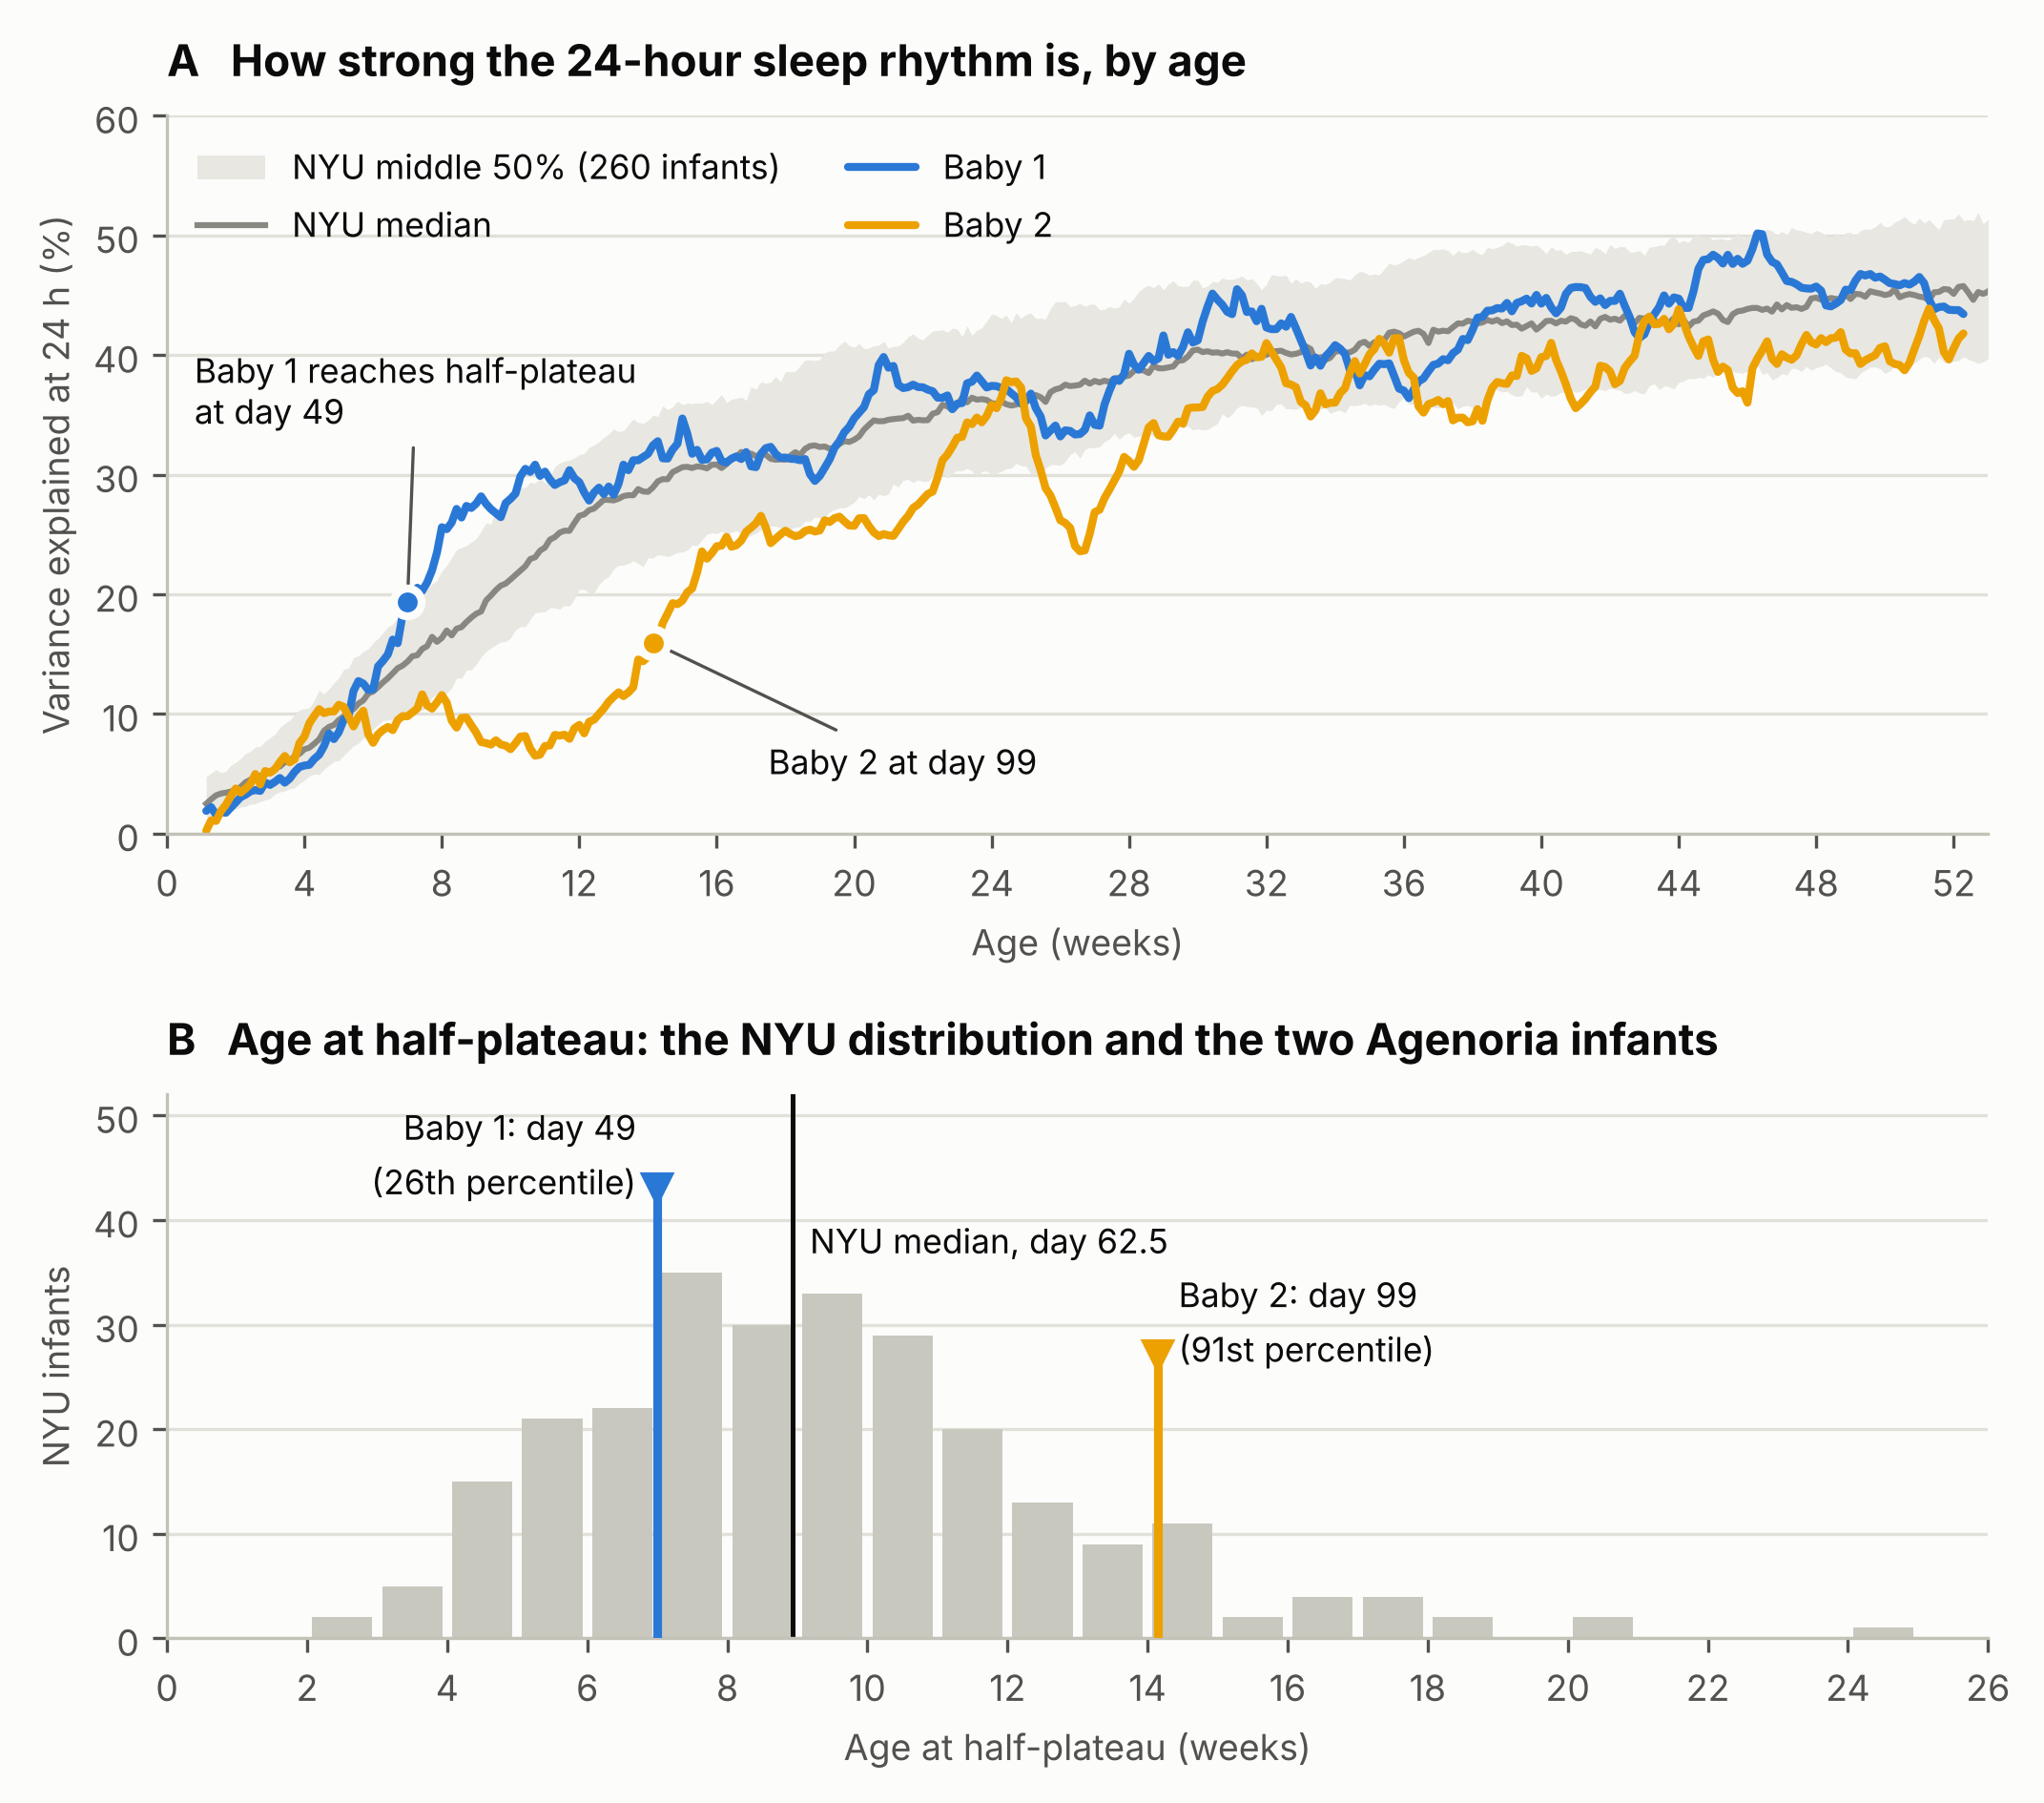 A How strong the 24-hour sleep rhythm is, by age
60
50
40
30
20
10
0
Variance explained at 24 h (%)
NYU middle 50% (260 infants)
NYU median
Baby 1
Baby 2
Baby 1 reaches half-plateau
at day 49
Baby 2 at day 99
0 4 8 12 16 20 24 28 32 36 40 44 48 52
Age (weeks)
B Age at half-plateau: the NYU distribution and the two Agenoria infants
50
40
30
20
10
0
NYU infants
Baby 1: day 49
(26th percentile)
NYU median, day 62.5
Baby 2: day 99
(91st percentile)
0 2 4 6 8 10 12 14 16 18 20 22 24 26
Age at half-plateau (weeks)